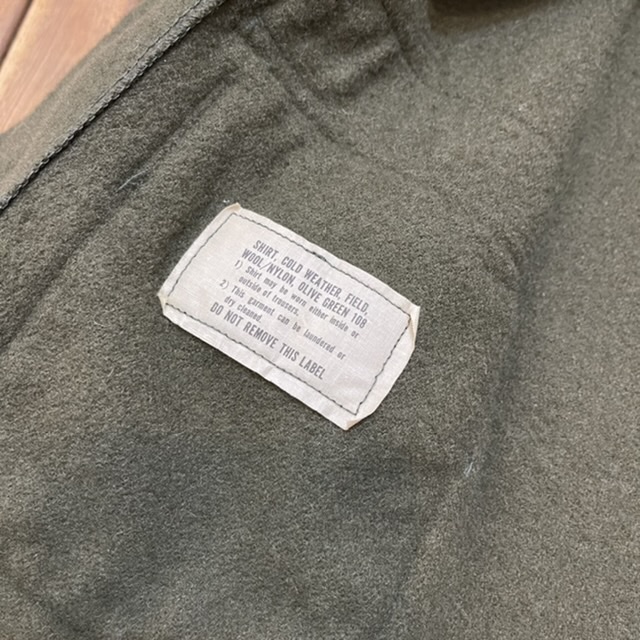 SHIRT, COLD WEATHER, FIELD,
WOOL/NYLON, OLIVE GREEN 108
1) Shirt may be worn either inside or
outside of trousers.
2) This garment can be laundered or
dry cleaned.
DO NOT REMOVE THIS LABEL